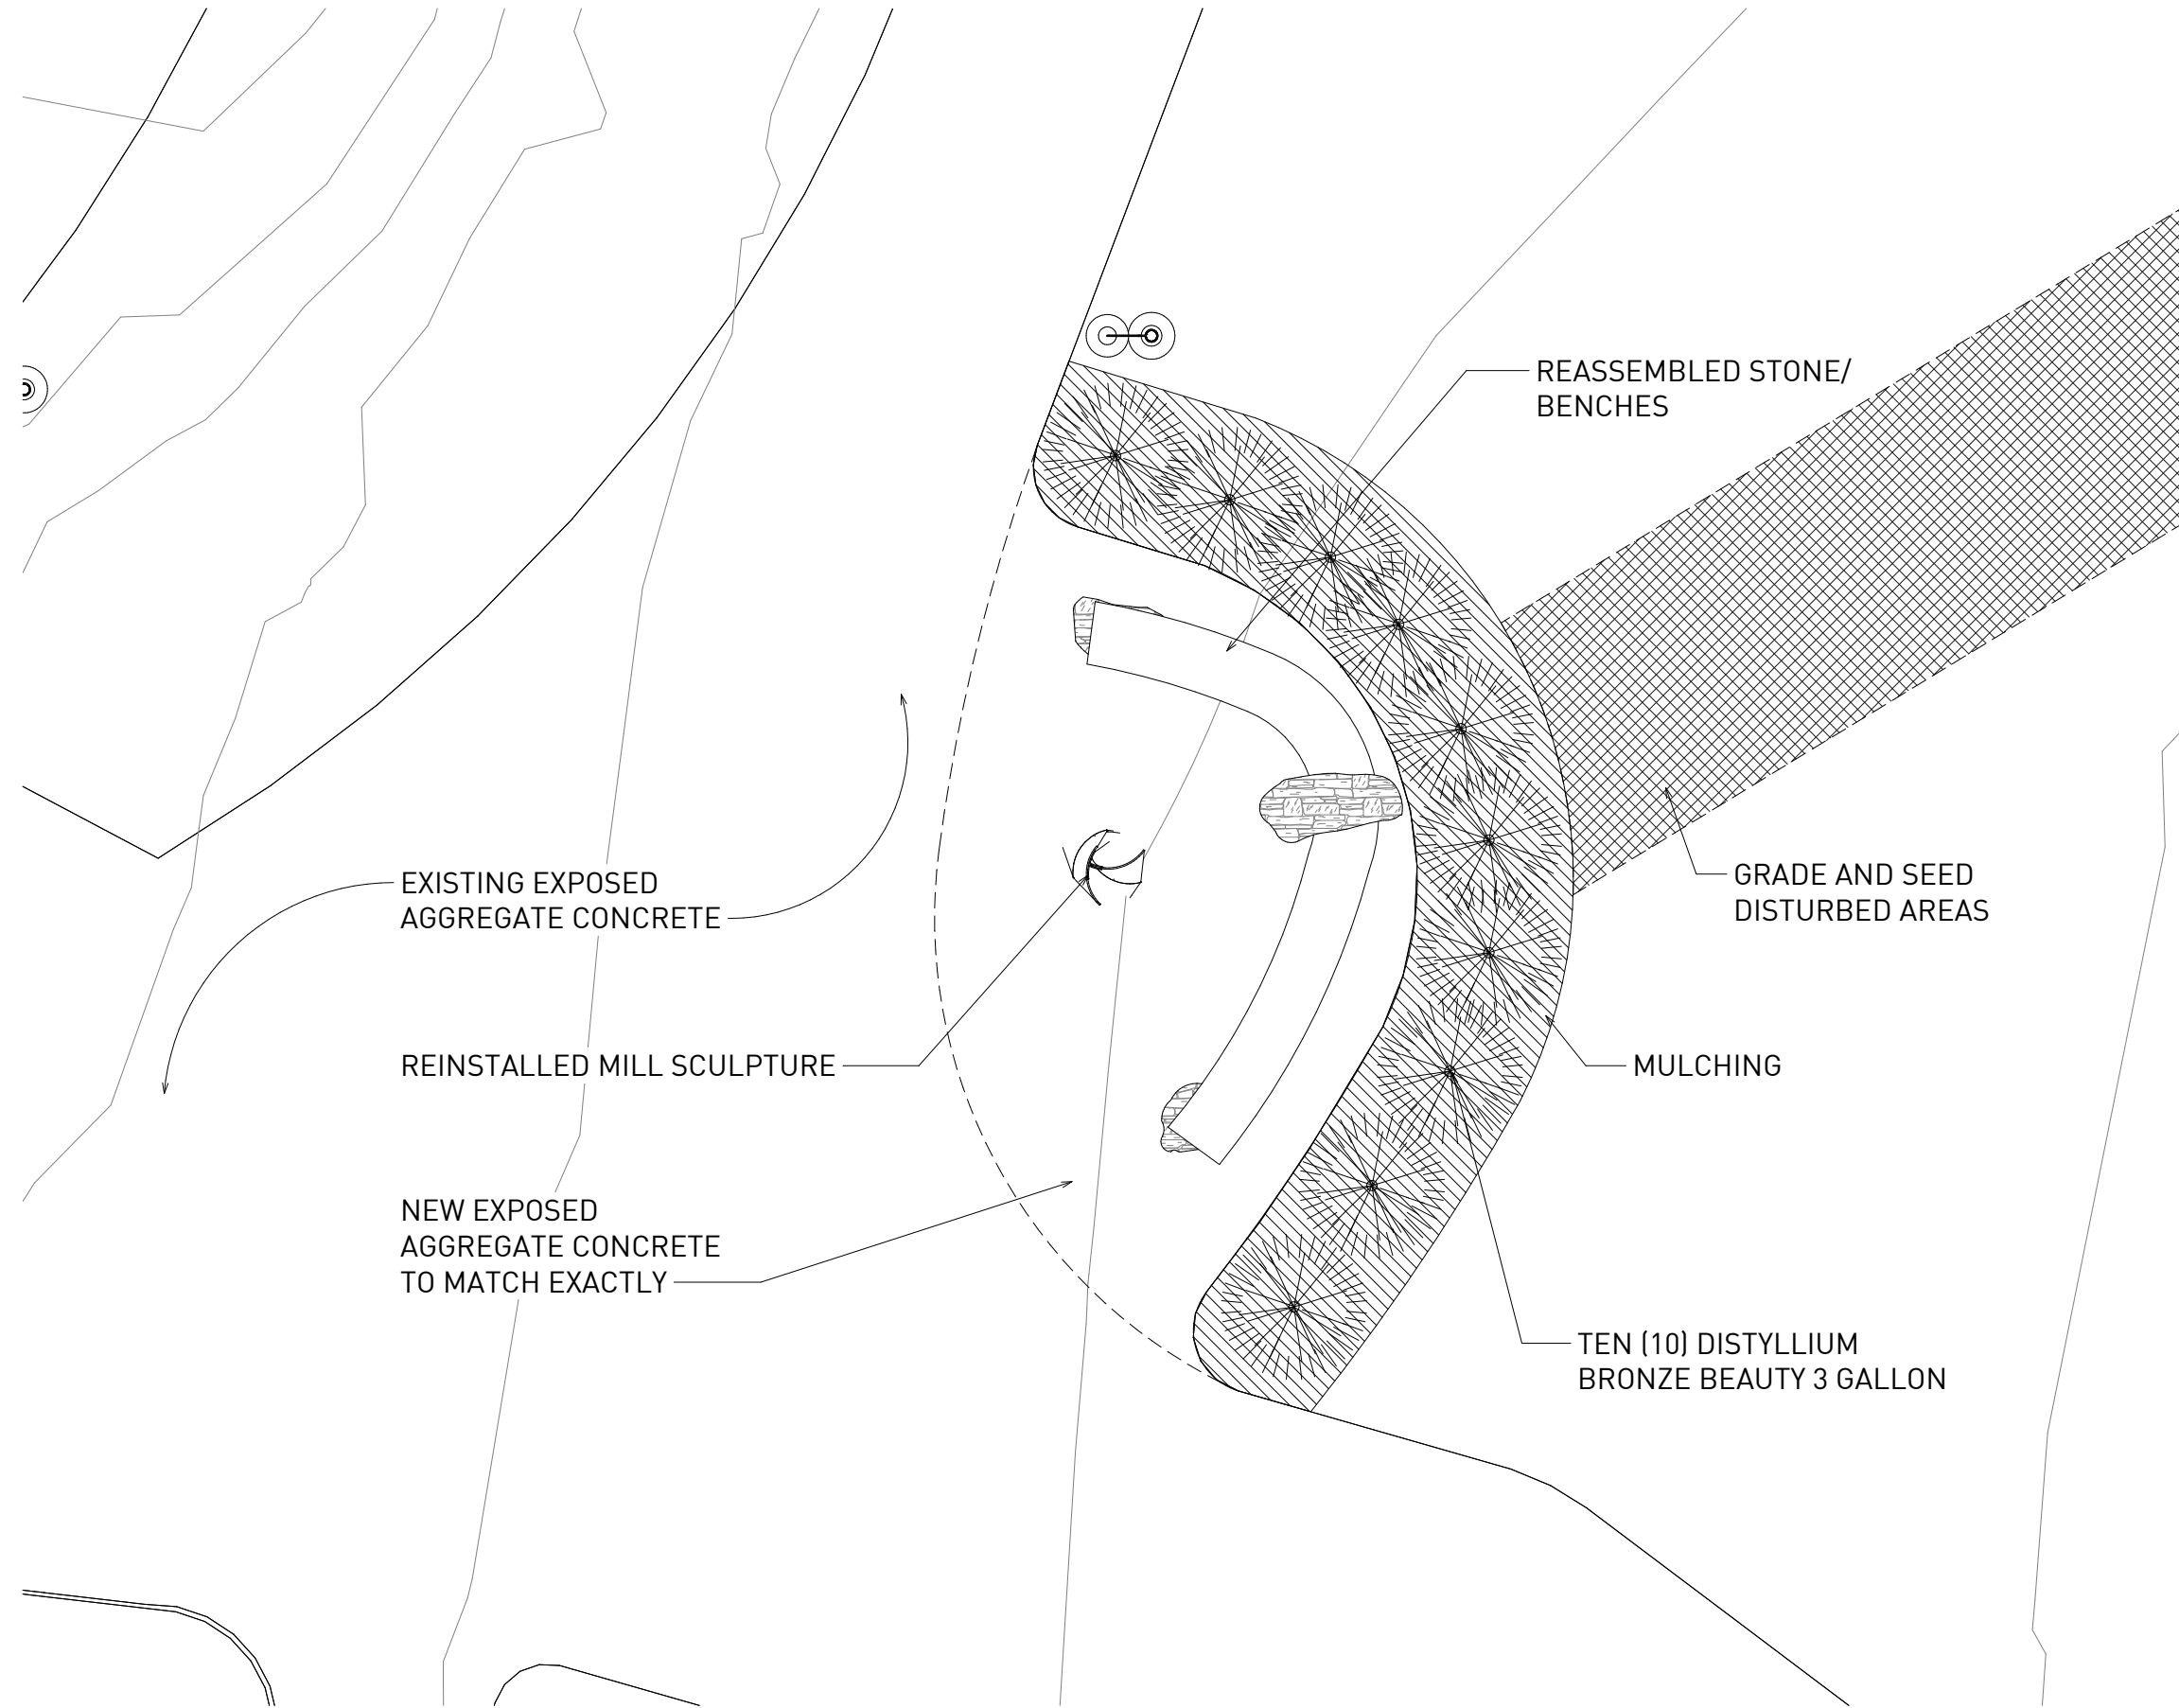 REASSEMBLED STONE/
BENCHES
EXISTING EXPOSED
AGGREGATE CONCRETE
GRADE AND SEED
DISTURBED AREAS
REINSTALLED MILL SCULPTURE
MULCHING
NEW EXPOSED
AGGREGATE CONCRETE
TO MATCH EXACTLY
TEN (10) DISTYLLIUM
BRONZE BEAUTY 3 GALLON